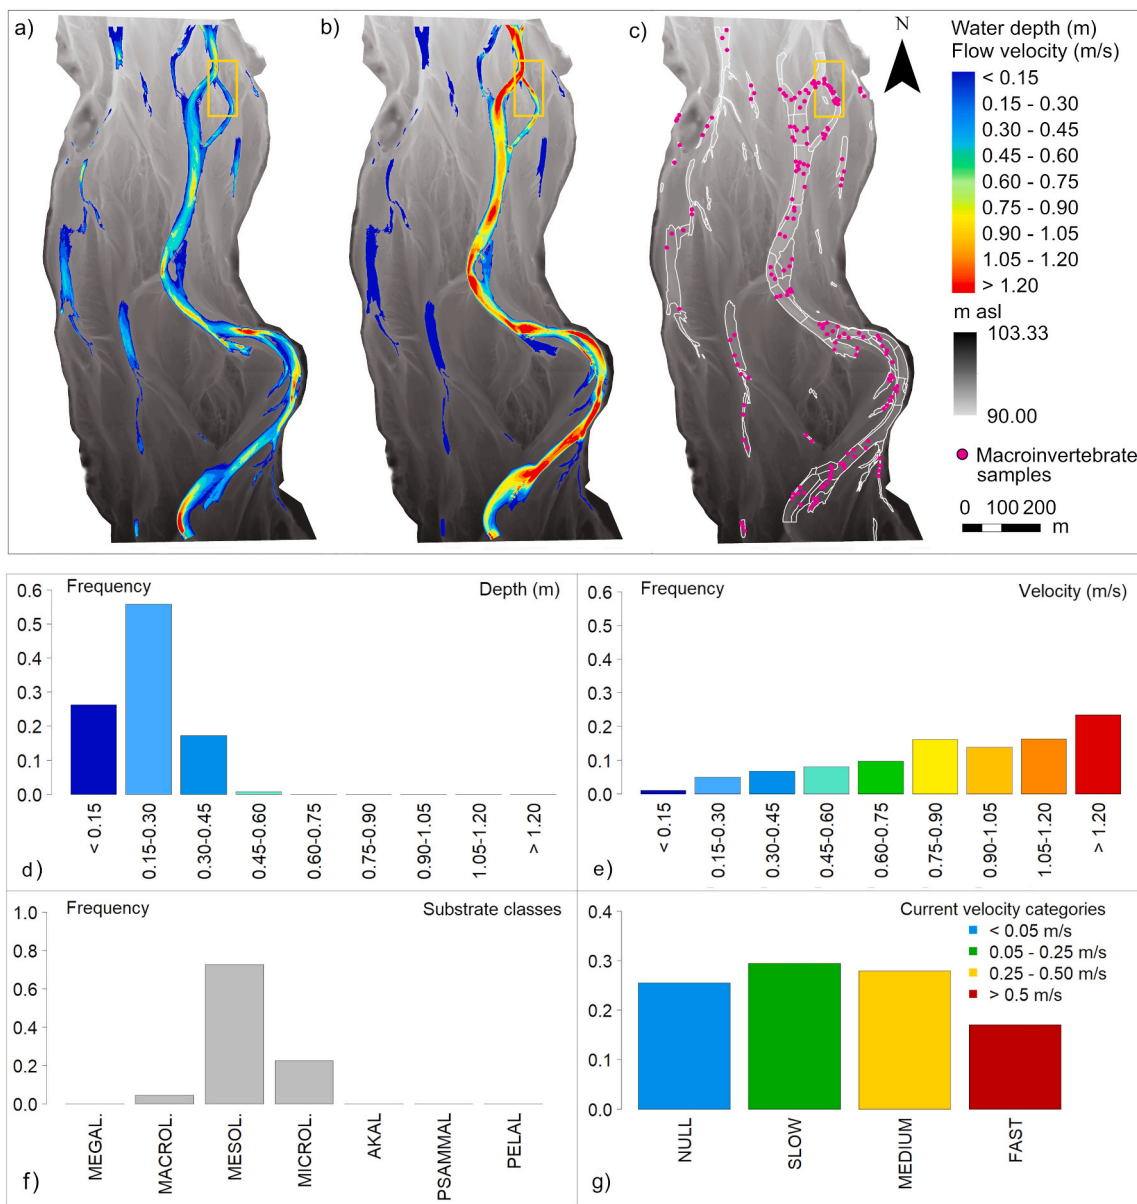 a)
b)
c)
N
Water depth (m)
Flow velocity (m/s)
< 0.15
0.15 - 0.30
0.30 - 0.45
0.45 - 0.60
0.60 - 0.75
0.75 - 0.90
0.90 - 1.05
1.05 - 1.20
> 1.20
m asl
103.33
90.00
Macroinvertebrate
samples
0 100 200
m
Frequency
Depth (m)
0.6
0.5
0.4
0.3
0.2
0.1
0.0
< 0.15
0.15-0.30
0.30-0.45
0.45-0.60
0.60-0.75
0.75-0.90
0.90-1.05
1.05-1.20
> 1.20
d)
Frequency
Velocity (m/s)
0.6
0.5
0.4
0.3
0.2
0.1
0.0
< 0.15
0.15-0.30
0.30-0.45
0.45-0.60
0.60-0.75
0.75-0.90
0.90-1.05
1.05-1.20
> 1.20
e)
Frequency
Substrate classes
1.0
0.8
0.6
0.4
0.2
0.0
MEGAL.
MACROL.
MESOL.
MICROL.
AKAL
PSAMMAL
PELAL
f)
Current velocity categories
< 0.05 m/s
0.05 - 0.25 m/s
0.25 - 0.50 m/s
> 0.5 m/s
0.4
0.3
0.2
0.1
0.0
NULL
SLOW
MEDIUM
FAST
g)